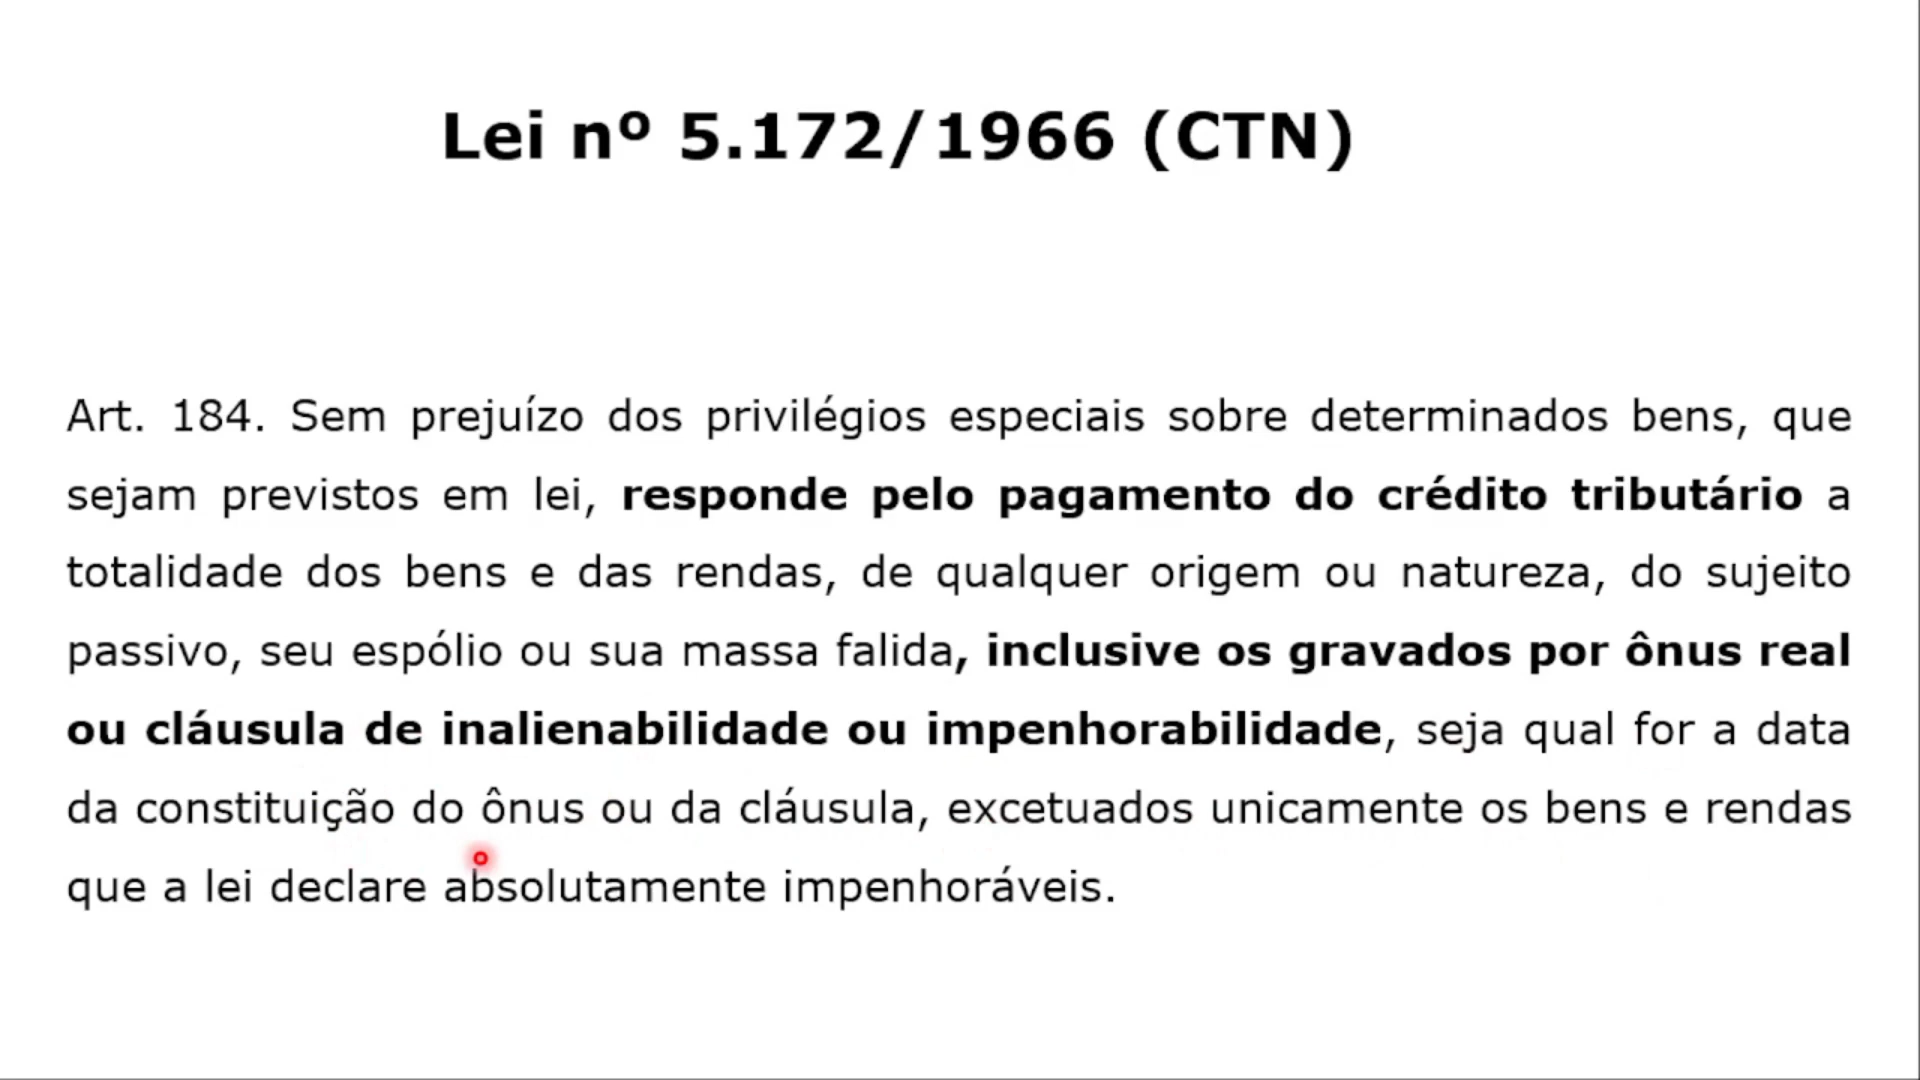 Lei nº 5.172/1966 (CTN)
Art. 184. Sem prejuízo dos privilégios especiais sobre determinados bens, que
sejam previstos em lei, responde pelo pagamento do crédito tributário a
totalidade dos bens e das rendas, de qualquer origem ou natureza, do sujeito
passivo, seu espólio ou sua massa falida, inclusive os gravados por ônus real
ou cláusula de inalienabilidade ou impenhorabilidade, seja qual for a data
da constituição do ônus ou da cláusula, excetuados unicamente os bens e rendas
que a lei declare absolutamente impenhoráveis.